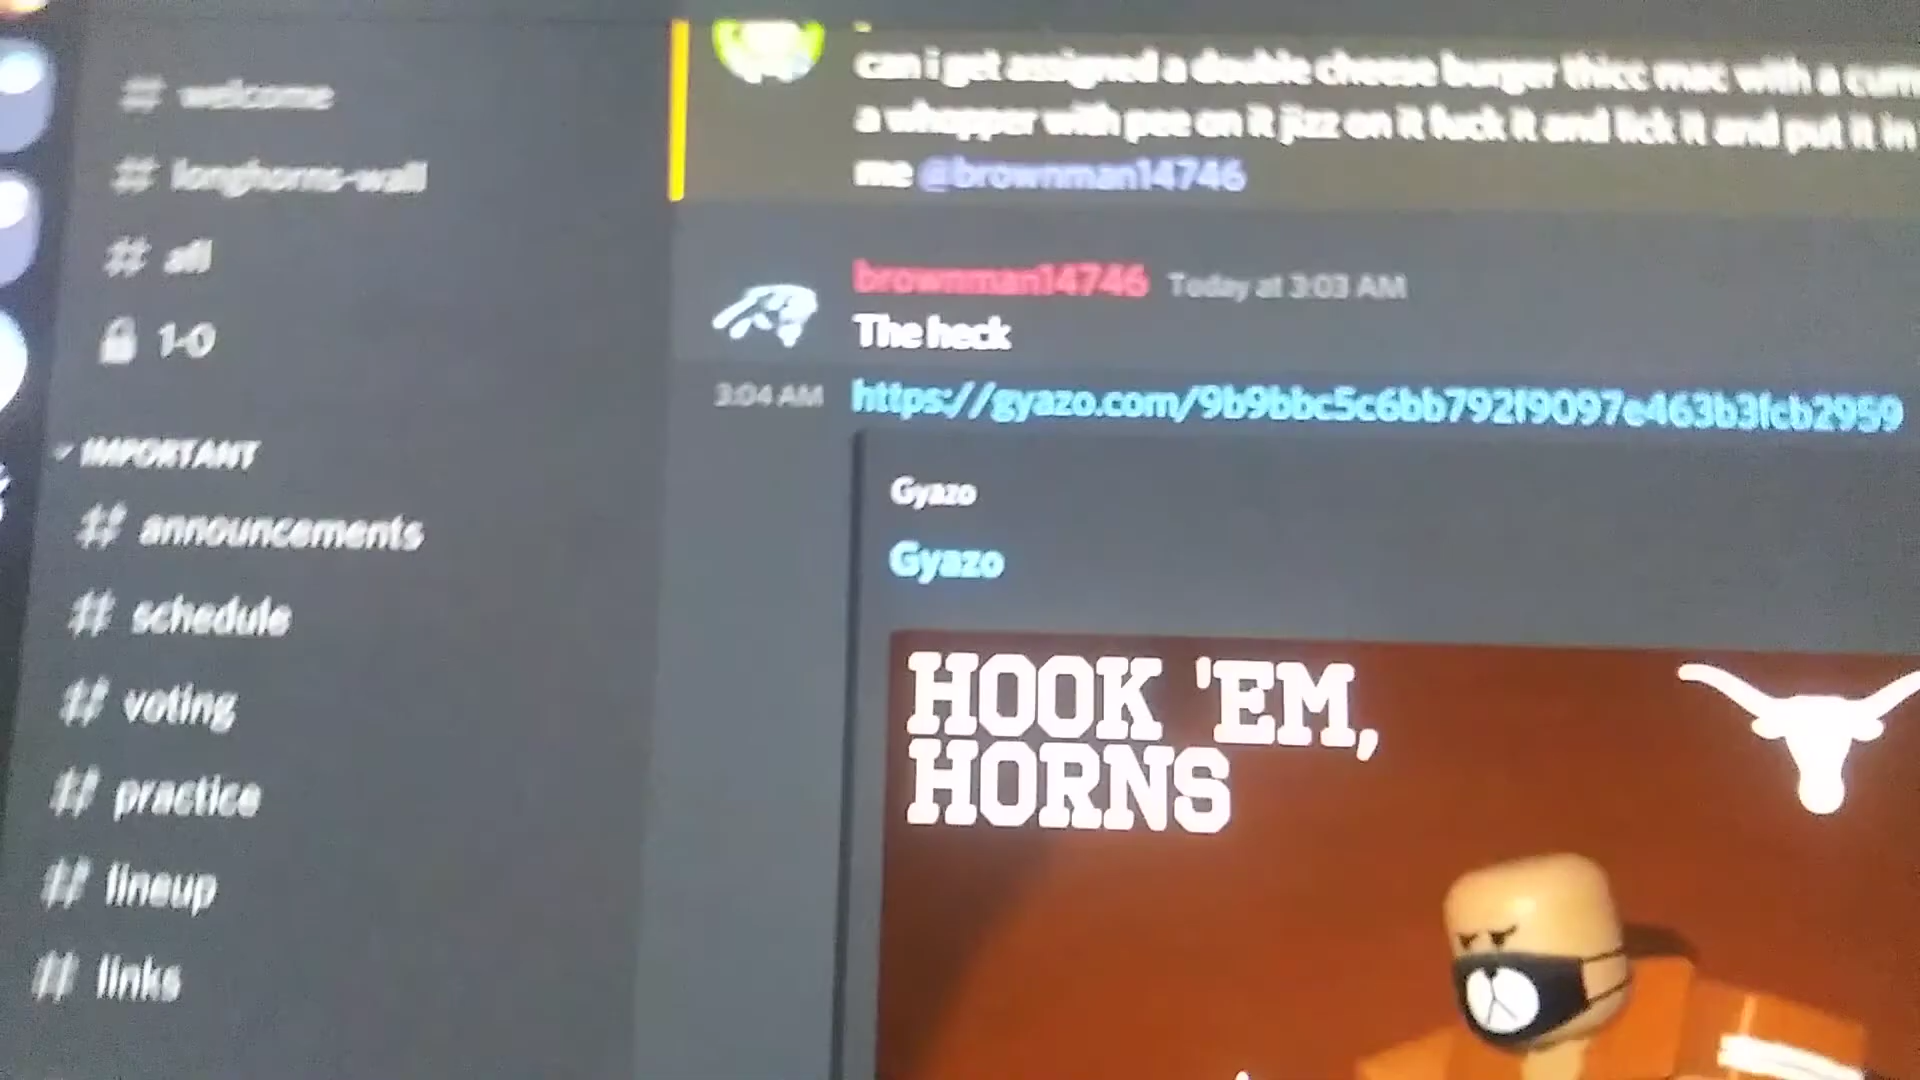 # welcome
# longhorns-wall
# afl
1-0
IMPORTANT
# announcements
# schedule
# voting
# practice
# lineup
# links
can i get assigned a double cheese burger thicc mac with a cum
a whopper with pee on it jizz on it fuck it and lick it and put it in
me @brownman14746
brownman14746 Today at 3:03 AM
The heck
3:04 AM https://gyazo.com/9b9bbc5c6bb792f9097e463b3fcb2959
Gyazo
Gyazo
HOOK 'EM,
HORNS